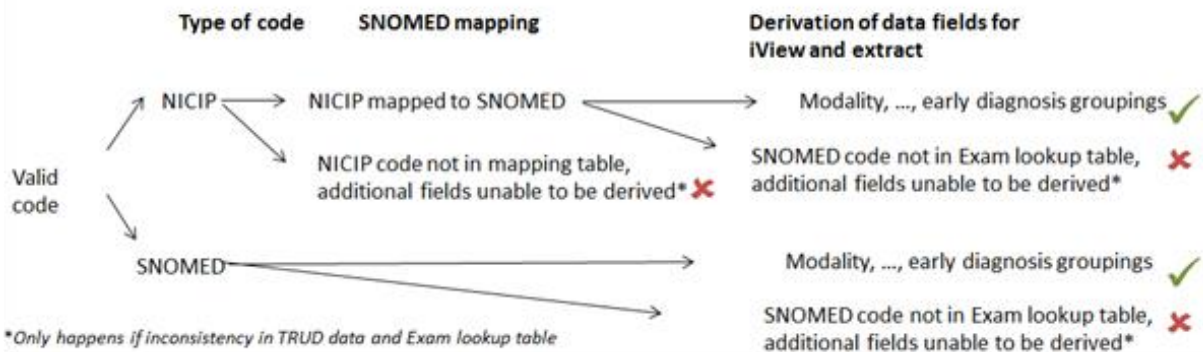 Type of code
SNOMED mapping
Derivation of data fields for
iView and extract
NICIP
NICIP mapped to SNOMED
Modality, ..., early diagnosis groupings
NICIP code not in mapping table,
additional fields unable to be derived*
SNOMED code not in Exam lookup table,
additional fields unable to be derived*
Valid
code
SNOMED
Modality, ..., early diagnosis groupings
SNOMED code not in Exam lookup table,
additional fields unable to be derived*
*Only happens if inconsistency in TRUD data and Exam lookup table